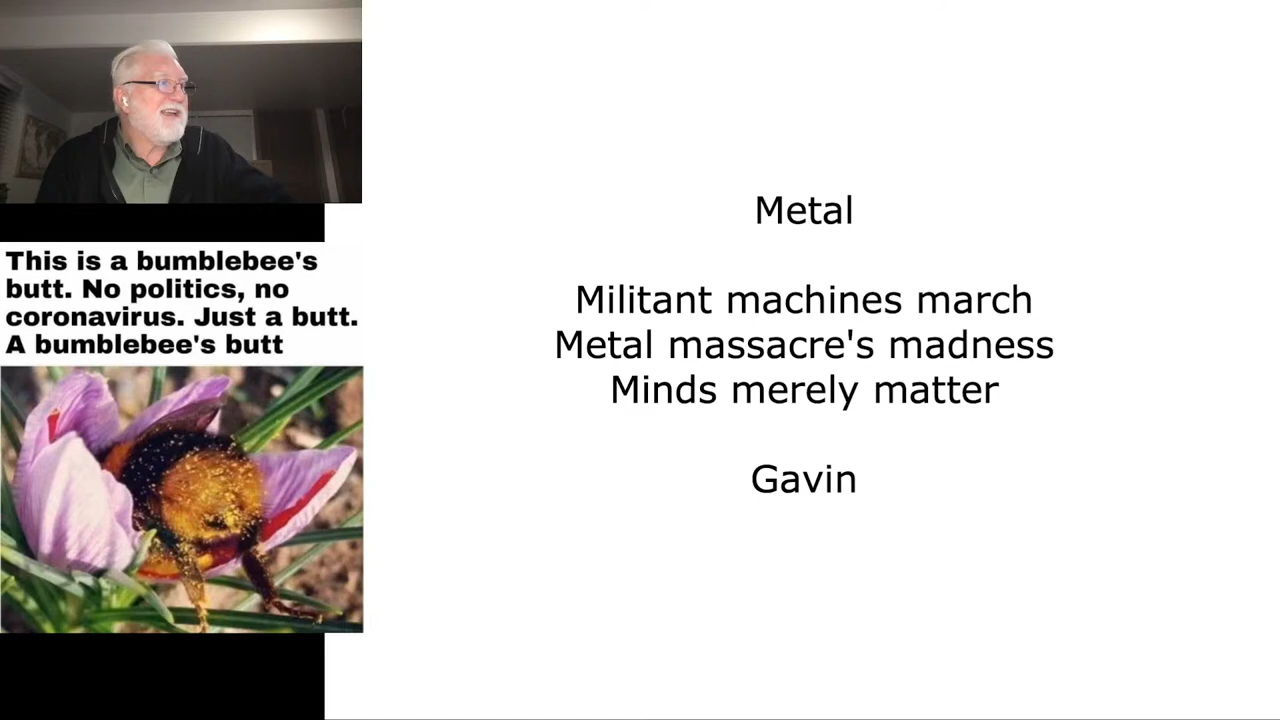 This is a bumblebee's
butt. No politics, no
coronavirus. Just a butt.
A bumblebee's butt
Metal
Militant machines march
Metal massacre's madness
Minds merely matter
Gavin